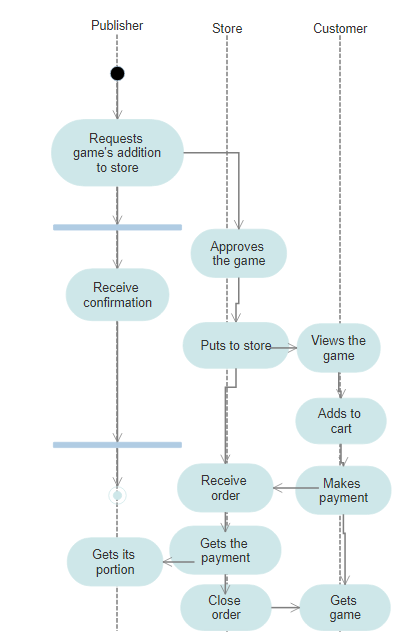 Publisher
Store
Customer
Requests
game's addition
to store
Approves
the game
Receive
confirmation
Puts to store
Views the
game
Adds to
cart
Receive
order
Makes
payment
Gets the
payment
Gets its
portion
Close
order
Gets
game